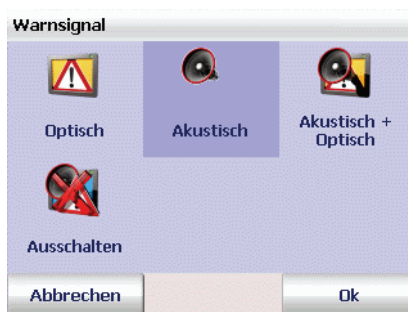 Warnsignal
Optisch
Akustisch
Akustisch +
Optisch
Ausschalten
Abbrechen
Ok